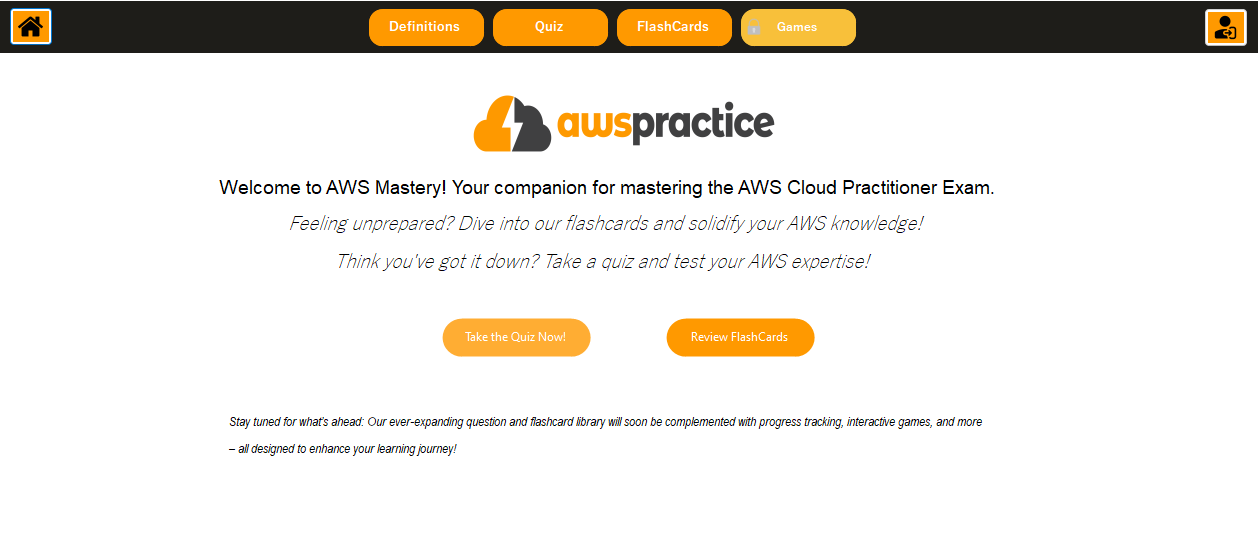 Definitions
Quiz
FlashCards
Games
awspractice
Welcome to AWS Mastery! Your companion for mastering the AWS Cloud Practitioner Exam.
Feeling unprepared? Dive into our flashcards and solidify your AWS knowledge!
Think you've got it down? Take a quiz and test your AWS expertise!
Take the Quiz Now!
Review FlashCards
Stay tuned for what's ahead: Our ever-expanding question and flashcard library will soon be complemented with progress tracking, interactive games, and more
– all designed to enhance your learning journey!